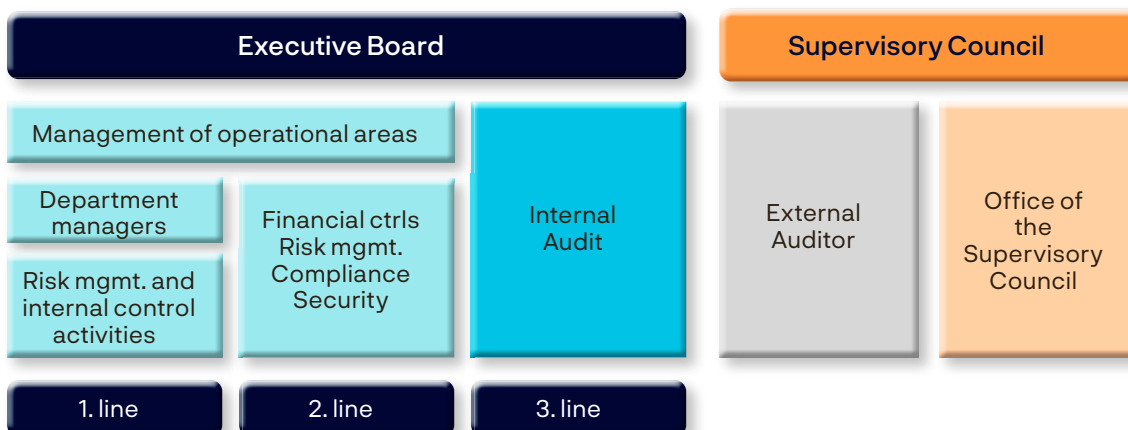 Executive Board
Supervisory Council
Management of operational areas
Department
managers
Risk mgmt. and
internal control
activities
Financial ctrls
Risk mgmt.
Compliance
Security
Internal
Audit
External
Auditor
Office of
the
Supervisory
Council
1. line
2. line
3. line